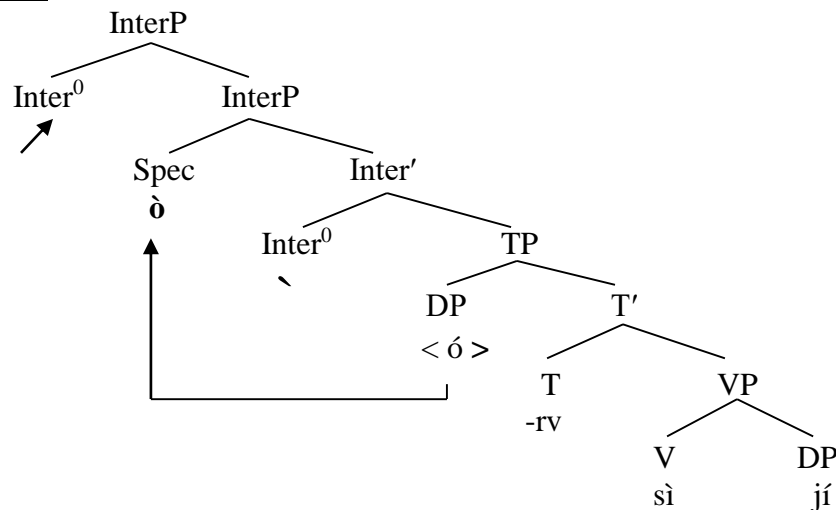 InterP
Inter⁰ InterP
Spec Inter′
ò
Inter⁰ TP
ˋ
DP T′
< ó >
T VP
-rv
V DP
sì jí